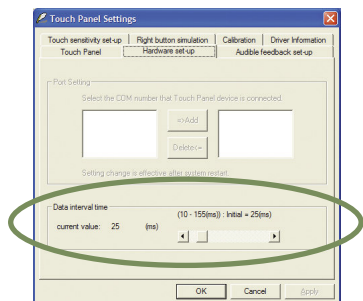 Touch Panel Settings
Touch sensitivity set-up Right button simulation Calibration Driver Information
Touch Panel Hardware set-up Audible feedback set-up
Port Setting
Select the COM number that Touch Panel device is connected.
=>Add
Delete<=
Setting change is effective after system restart.
Data interval time
(10 - 155(ms)) : Initial = 25(ms)
current value: 25 (ms)
OK Cancel Apply